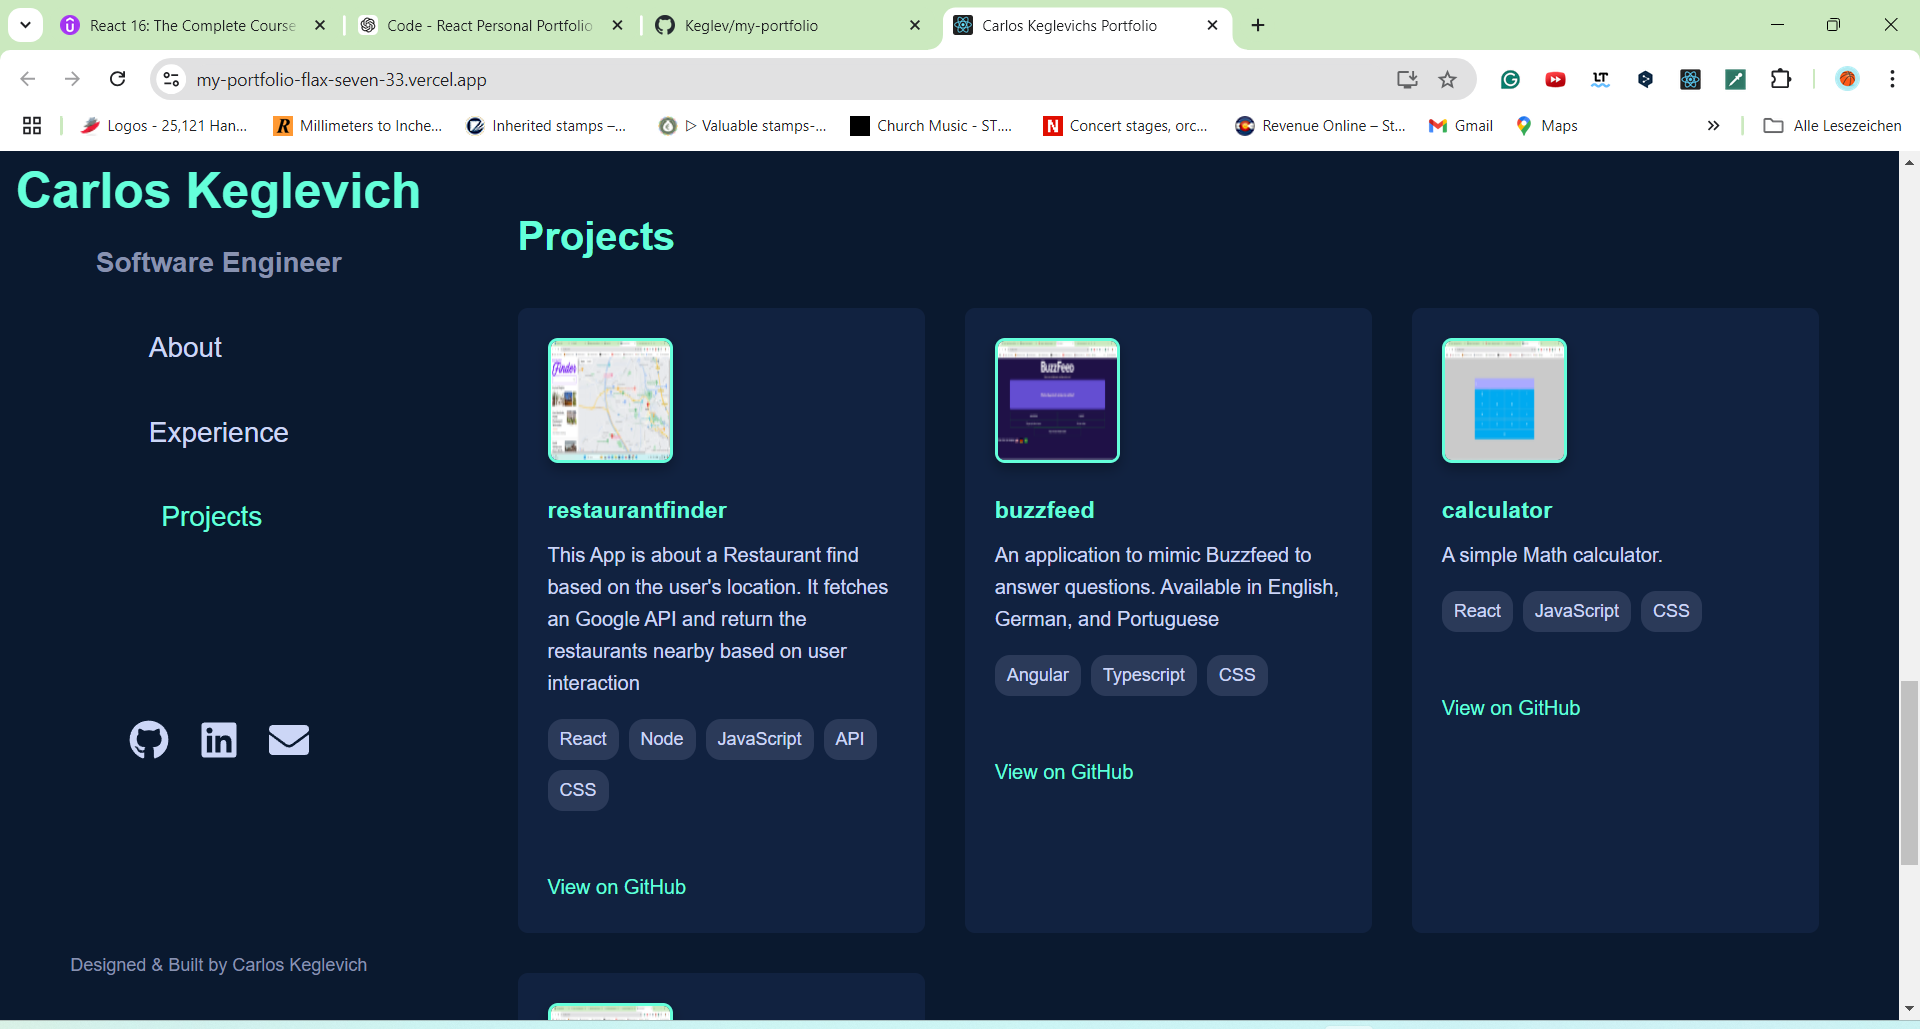 React 16: The Complete Course
Code - React Personal Portfolio
Keglev/my-portfolio
Carlos Keglevichs Portfolio
my-portfolio-flax-seven-33.vercel.app
Logos - 25,121 Han...
Millimeters to Inche...
Inherited stamps –...
▷ Valuable stamps-...
Church Music - ST....
Concert stages, orc...
Revenue Online – St...
Gmail
Maps
Alle Lesezeichen
Carlos Keglevich
Software Engineer
About
Experience
Projects
Designed & Built by Carlos Keglevich
Projects
Finder
restaurantfinder
This App is about a Restaurant find
based on the user's location. It fetches
an Google API and return the
restaurants nearby based on user
interaction
React
Node
JavaScript
API
CSS
View on GitHub
BuzzFeed
buzzfeed
An application to mimic Buzzfeed to
answer questions. Available in English,
German, and Portuguese
Angular
Typescript
CSS
View on GitHub
calculator
A simple Math calculator.
React
JavaScript
CSS
View on GitHub